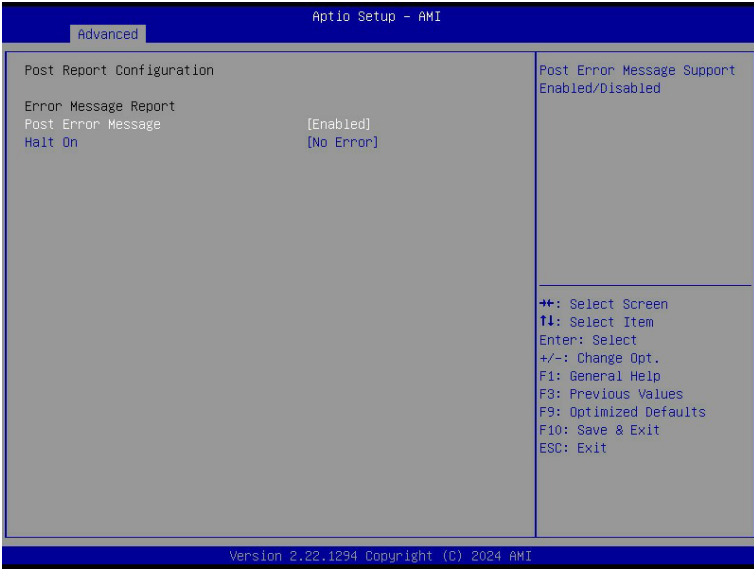 Aptio Setup – AMI
Advanced
Post Report Configuration
Error Message Report
Post Error Message [Enabled]
Halt On [No Error]
Post Error Message Support
Enabled/Disabled
→←: Select Screen
↑↓: Select Item
Enter: Select
+/-: Change Opt.
F1: General Help
F3: Previous Values
F9: Optimized Defaults
F10: Save & Exit
ESC: Exit
Version 2.22.1294 Copyright (C) 2024 AMI